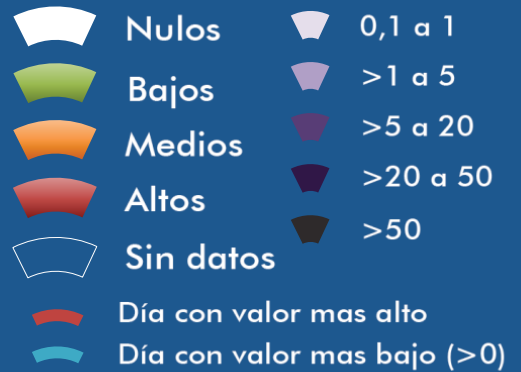 Nulos
Bajos
Medios
Altos
Sin datos
0,1 a 1
>1 a 5
>5 a 20
>20 a 50
>50
Día con valor mas alto
Día con valor mas bajo (>0)